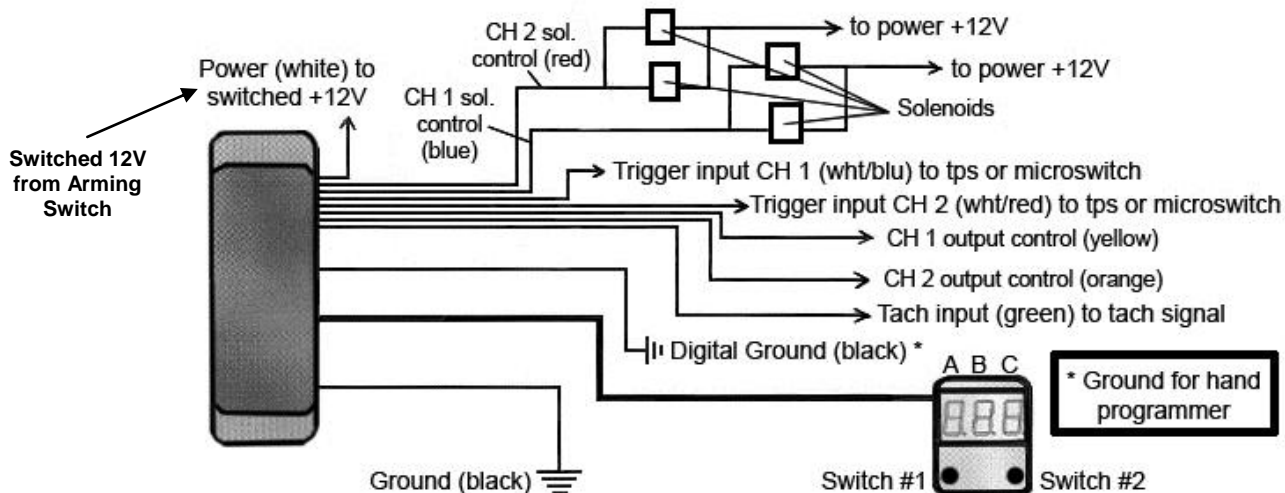 CH 2 sol.
control (red)
to power +12V
to power +12V
Solenoids
Power (white) to
switched +12V
CH 1 sol.
control
(blue)
Switched 12V
from Arming
Switch
Trigger input CH 1 (wht/blu) to tps or microswitch
Trigger input CH 2 (wht/red) to tps or microswitch
CH 1 output control (yellow)
CH 2 output control (orange)
Tach input (green) to tach signal
Digital Ground (black) *
A B C
* Ground for hand
programmer
8.8.8
Ground (black)
Switch #1
Switch #2